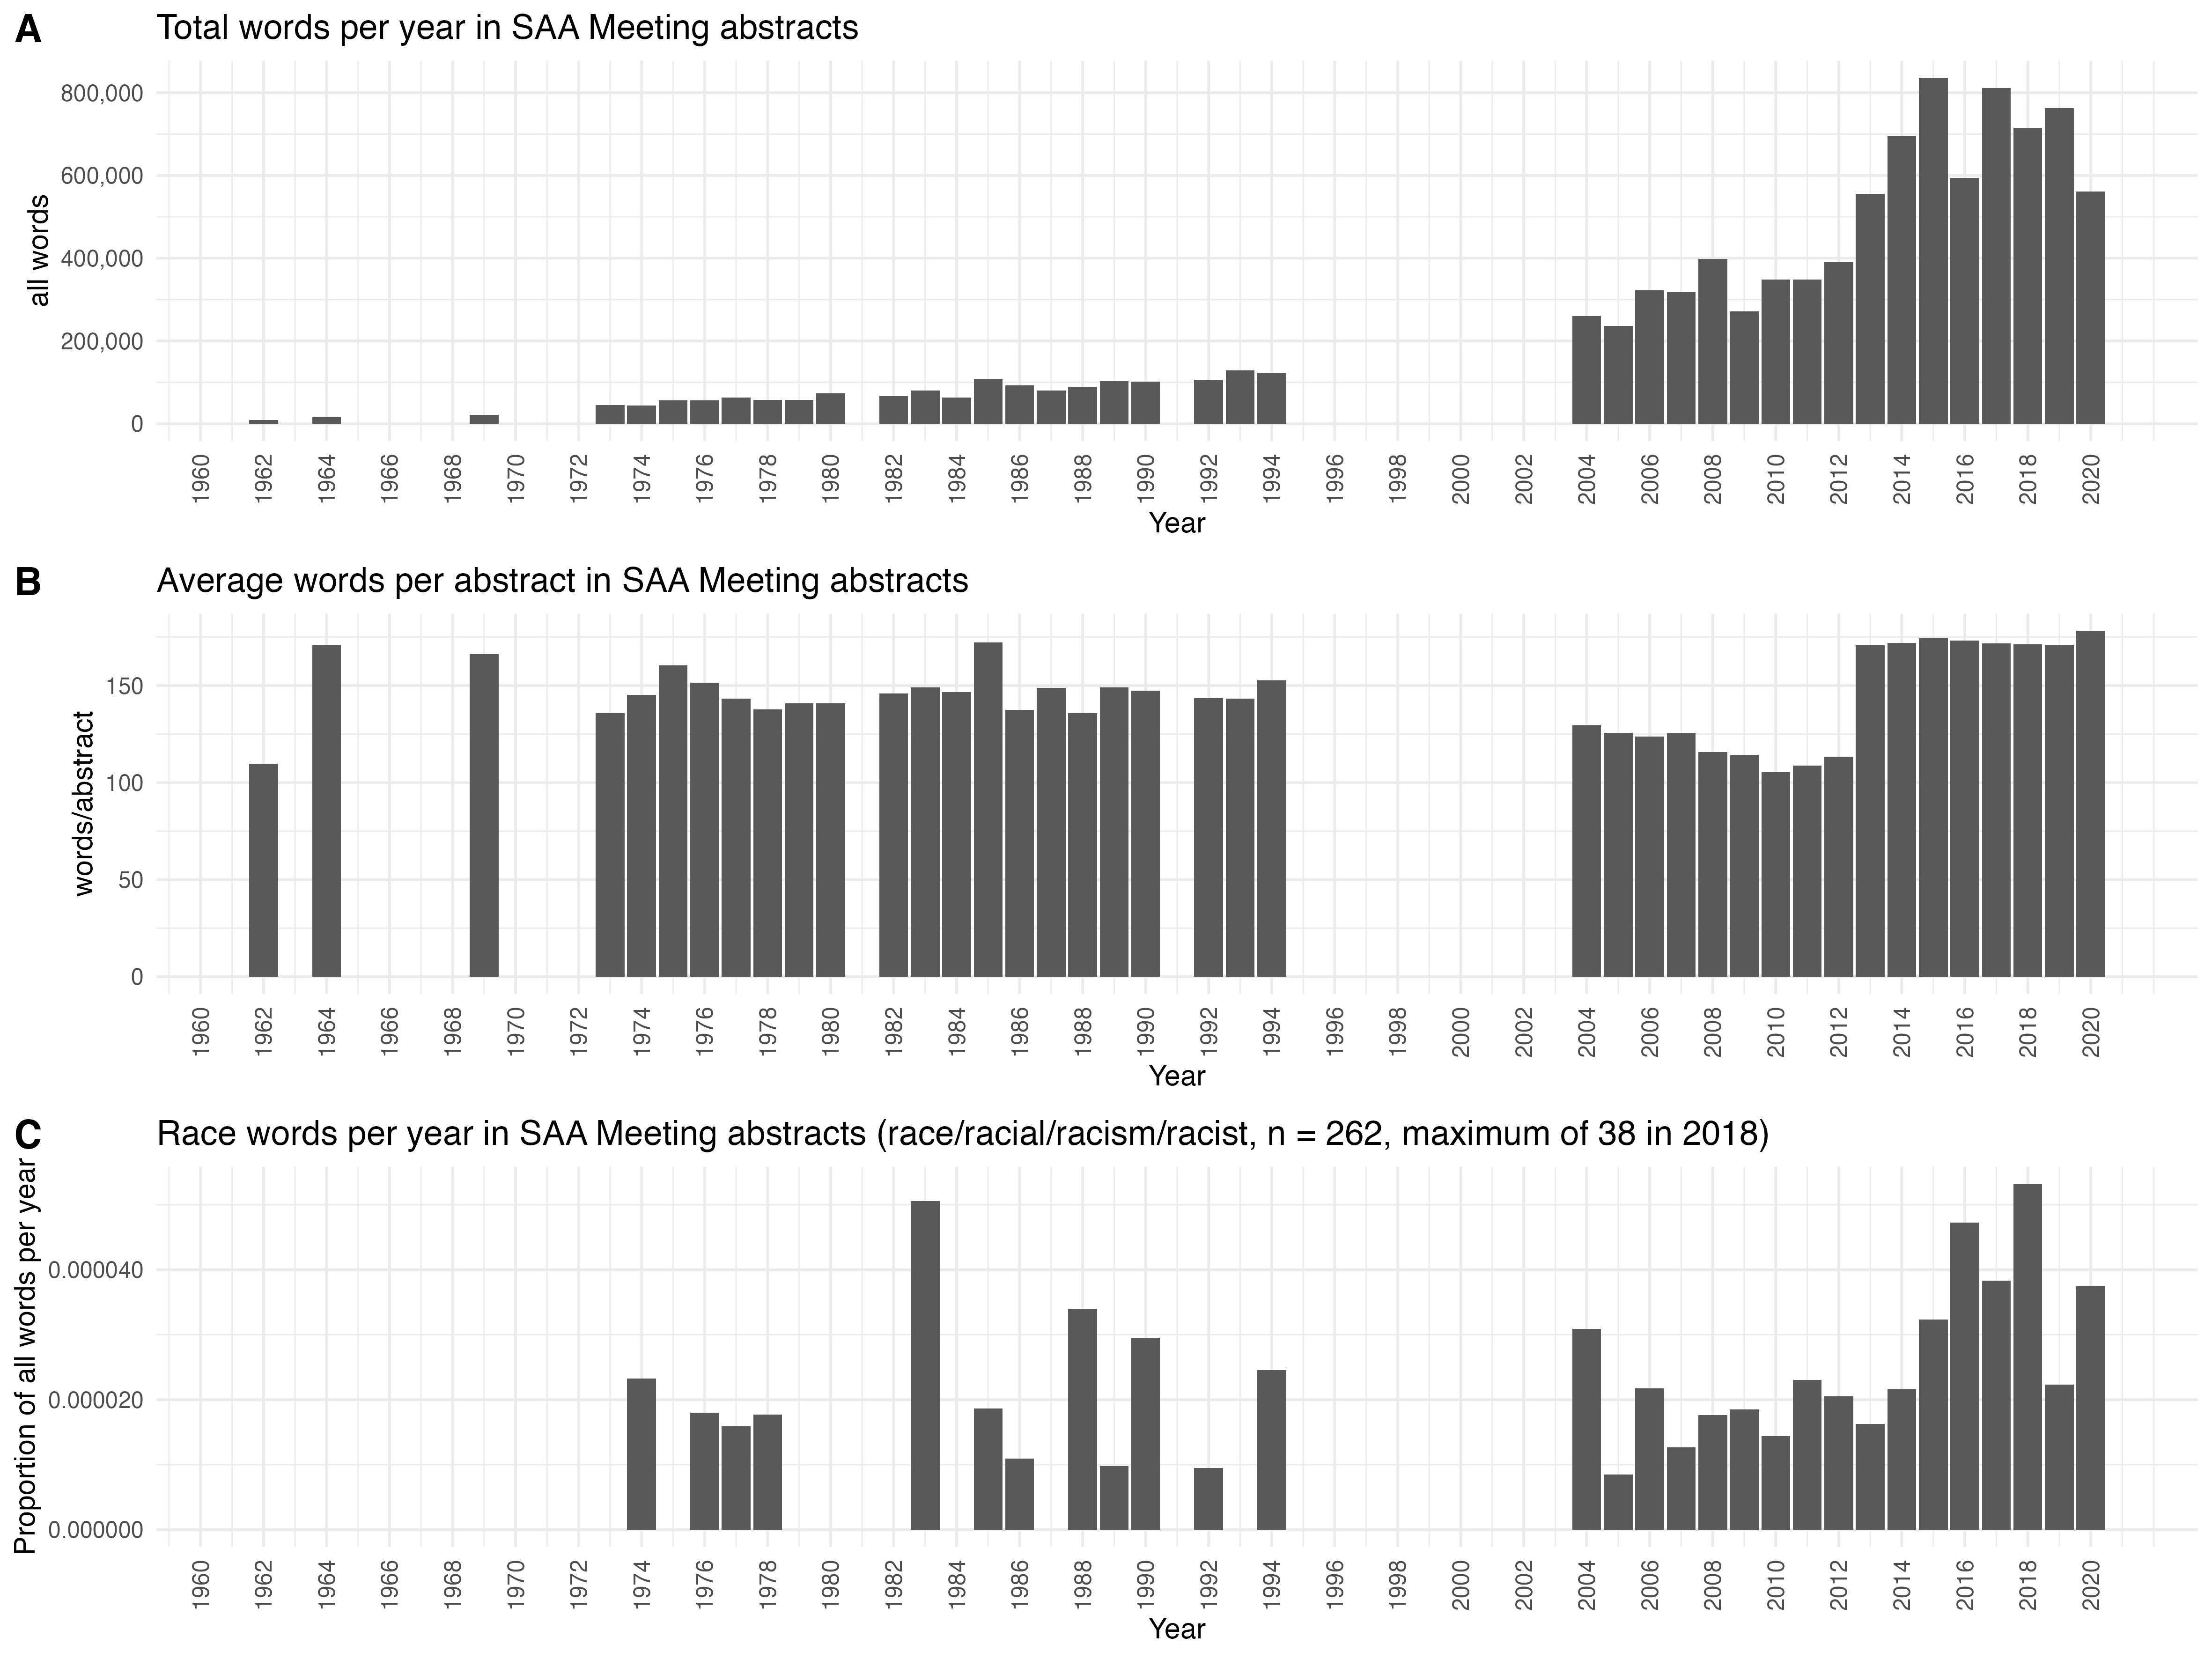 A Total words per year in SAA Meeting abstracts
all words
800,000
600,000
400,000
200,000
0
1960 1962 1964 1966 1968 1970 1972 1974 1976 1978 1980 1982 1984 1986 1988 1990 1992 1994 1996 1998 2000 2002 2004 2006 2008 2010 2012 2014 2016 2018 2020
Year
B Average words per abstract in SAA Meeting abstracts
words/abstract
150
100
50
0
1960 1962 1964 1966 1968 1970 1972 1974 1976 1978 1980 1982 1984 1986 1988 1990 1992 1994 1996 1998 2000 2002 2004 2006 2008 2010 2012 2014 2016 2018 2020
Year
C Race words per year in SAA Meeting abstracts (race/racial/racism/racist, n = 262, maximum of 38 in 2018)
Proportion of all words per year
0.000040
0.000020
0.000000
1960 1962 1964 1966 1968 1970 1972 1974 1976 1978 1980 1982 1984 1986 1988 1990 1992 1994 1996 1998 2000 2002 2004 2006 2008 2010 2012 2014 2016 2018 2020
Year